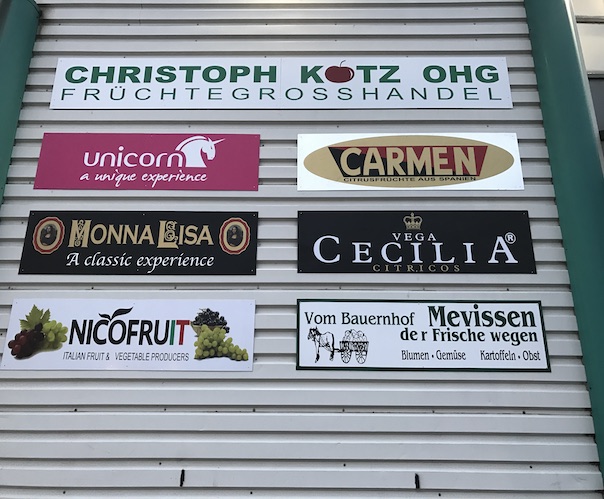 CHRISTOPH KOTZ OHG
FRÜCHTEGROSSHANDEL
unicorn
a unique experience
CARMEN
CITRUSFRÜCHTE AUS SPANIEN
MONNA LISA
A classic experience
VEGA
CECILIA®
CITRICOS
NICOFRUIT
ITALIAN FRUIT & VEGETABLE PRODUCERS
Vom Bauernhof Mevissen
de r Frische wegen
Blumen • Gemüse Kartoffeln • Obst